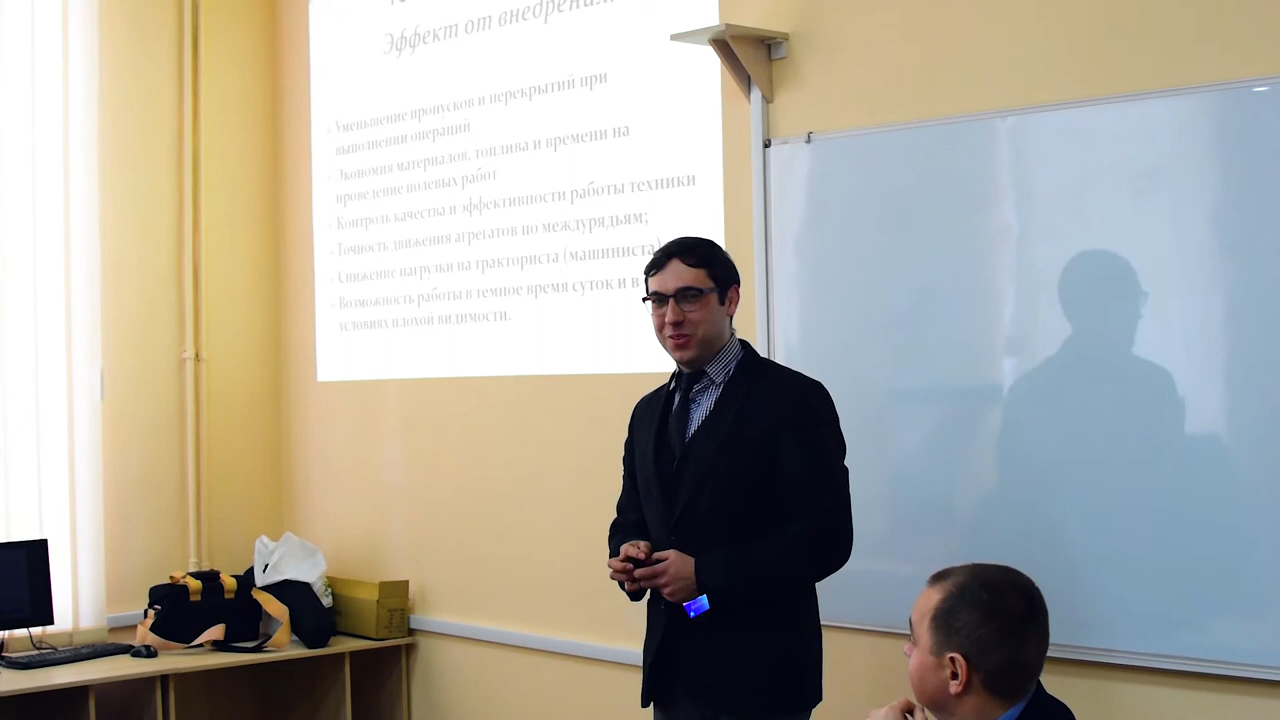 Эффект от внедрения
- Уменьшение пропусков и перекрытий при
выполнении операций
- Экономия материалов, топлива и времени на
проведение полевых работ
- Контроль качества и эффективности работы техники
- Точность движения агрегатов по междурядьям;
- Снижение нагрузки на тракториста (машиниста)
- Возможность работы в темное время суток и в
условиях плохой видимости.